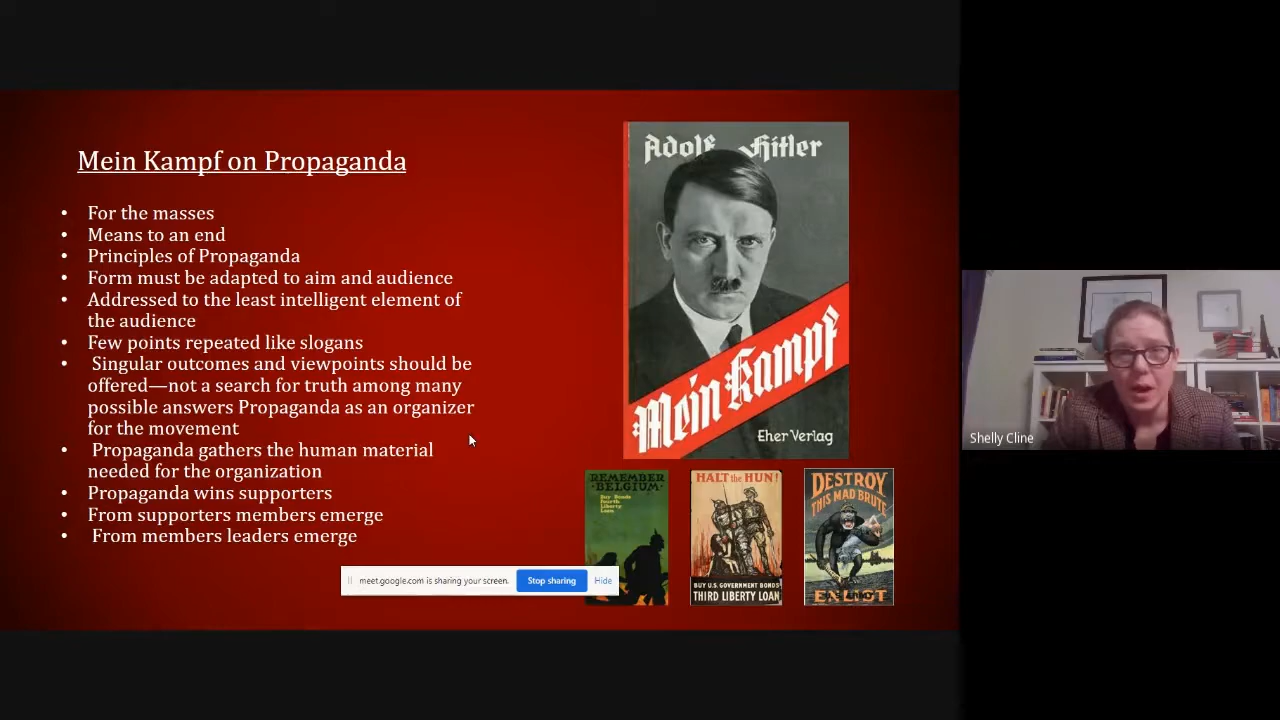 Mein Kampf on Propaganda
• For the masses
• Means to an end
• Principles of Propaganda
• Form must be adapted to aim and audience
• Addressed to the least intelligent element of
the audience
• Few points repeated like slogans
• Singular outcomes and viewpoints should be
offered—not a search for truth among many
possible answers Propaganda as an organizer
for the movement
• Propaganda gathers the human material
needed for the organization
• Propaganda wins supporters
• From supporters members emerge
• From members leaders emerge
Adolf Hitler
Mein Kampf
Eher Verlag
REMEMBER
BELGIUM
Buy Bonds
Fourth
Liberty
Loan
HALT the HUN!
BUY U.S. GOVERNMENT BONDS
THIRD LIBERTY LOAN
DESTROY
THIS MAD BRUTE
ENLIST
meet.google.com is sharing your screen.
Stop sharing
Hide
Shelly Cline